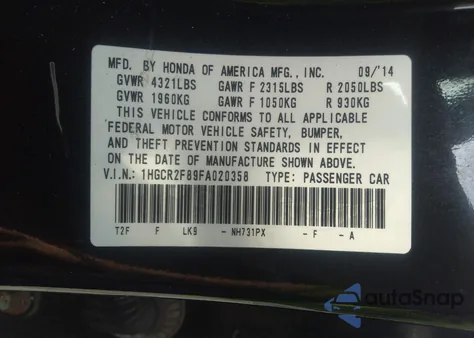 MFD. BY HONDA OF AMERICA MFG., INC. 09/'14
GVWR 4321LBS GAWR F 2315LBS R 2050LBS
GVWR 1960KG GAWR F 1050KG R 930KG
THIS VEHICLE CONFORMS TO ALL APPLICABLE
FEDERAL MOTOR VEHICLE SAFETY, BUMPER,
AND THEFT PREVENTION STANDARDS IN EFFECT
ON THE DATE OF MANUFACTURE SHOWN ABOVE.
V.I.N.: 1HGCR2F89FA020358 TYPE: PASSENGER CAR
T2F F LK9 - NH731PX - F - A
autoSnap